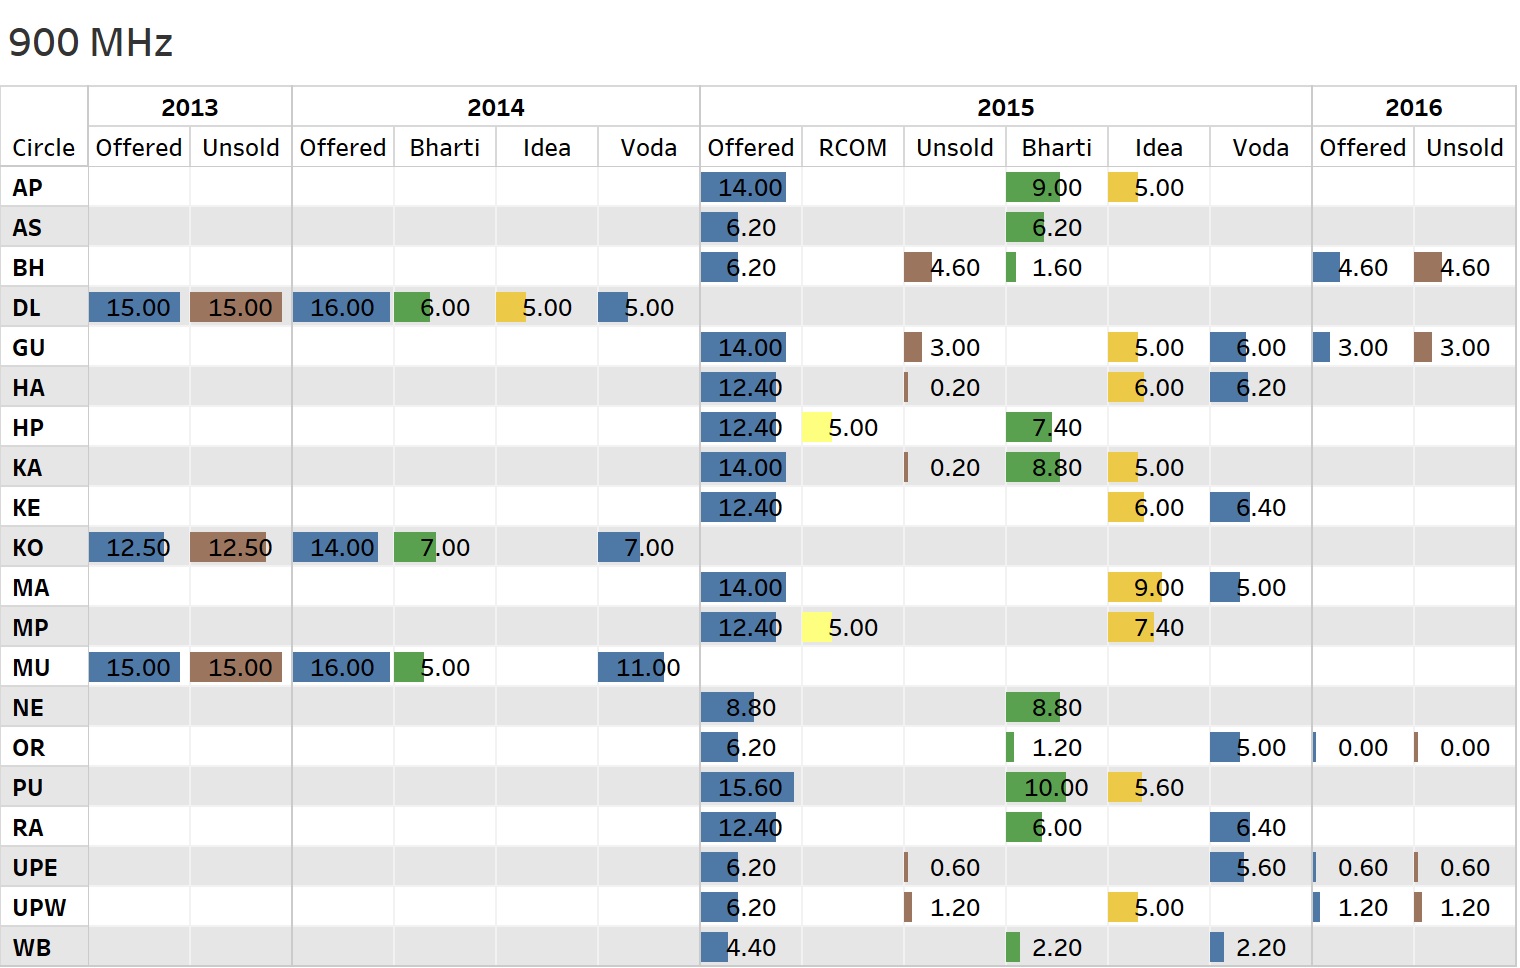 900 MHz
2013 2014 2015 2016
Circle Offered Unsold Offered Bharti Idea Voda Offered RCOM Unsold Bharti Idea Voda Offered Unsold
AP 14.00 9.00 5.00
AS 6.20 6.20
BH 6.20 4.60 1.60 4.60 4.60
DL 15.00 15.00 16.00 6.00 5.00 5.00
GU 14.00 3.00 5.00 6.00 3.00 3.00
HA 12.40 0.20 6.00 6.20
HP 12.40 5.00 7.40
KA 14.00 0.20 8.80 5.00
KE 12.40 6.00 6.40
KO 12.50 12.50 14.00 7.00 7.00
MA 14.00 9.00 5.00
MP 12.40 5.00 7.40
MU 15.00 15.00 16.00 5.00 11.00
NE 8.80 8.80
OR 6.20 1.20 5.00 0.00 0.00
PU 15.60 10.00 5.60
RA 12.40 6.00 6.40
UPE 6.20 0.60 5.60 0.60 0.60
UPW 6.20 1.20 5.00 1.20 1.20
WB 4.40 2.20 2.20